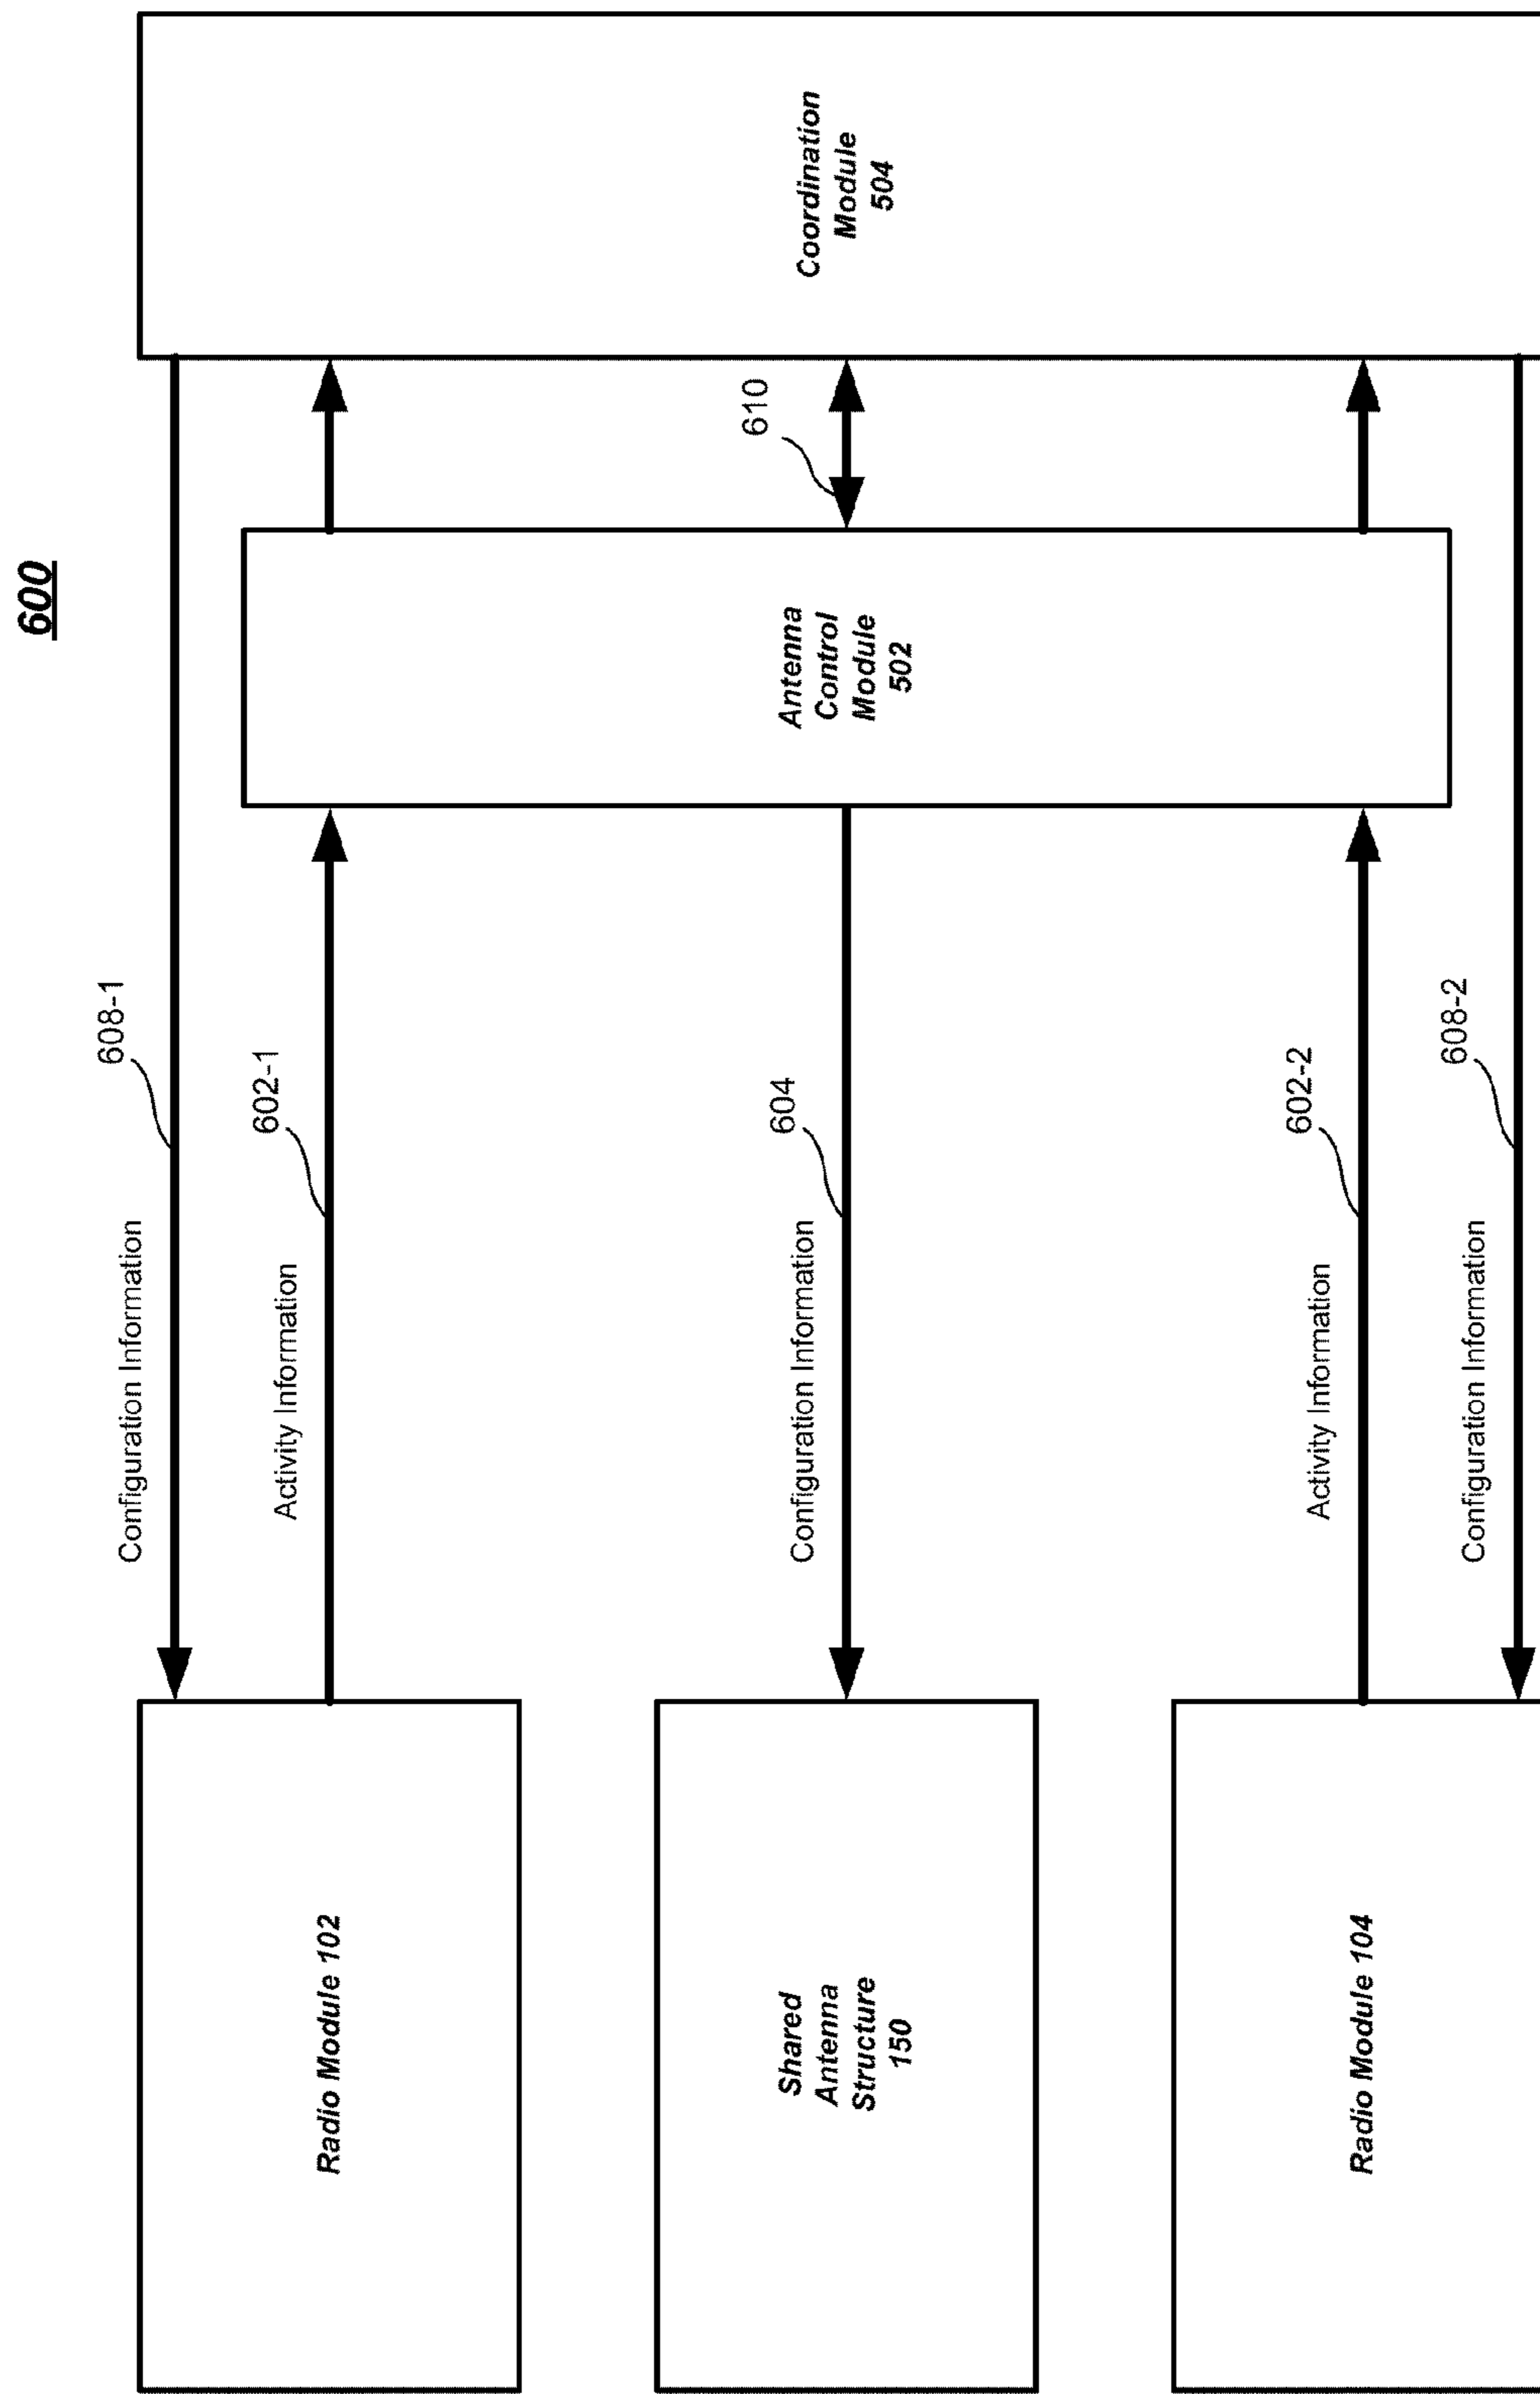 600
608-1
Configuration Information
602-1
Activity Information
Radio Module 102
Coordination
Module
504
610
Antenna
Control
Module
502
604
Configuration Information
Shared
Antenna
Structure
150
602-2
Activity Information
Radio Module 104
608-2
Configuration Information